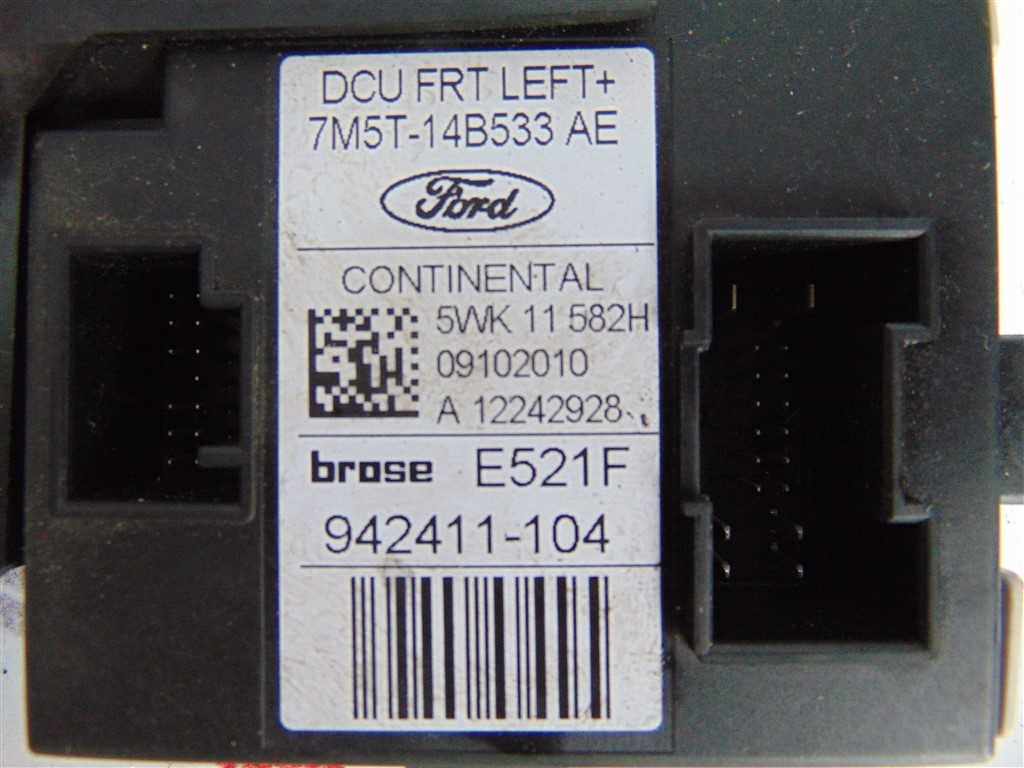 DCU FRT LEFT+
7M5T-14B533 AE
Ford
CONTINENTAL
5WK 11 582H
09102010
A 12242928
brose E521F
942411-104